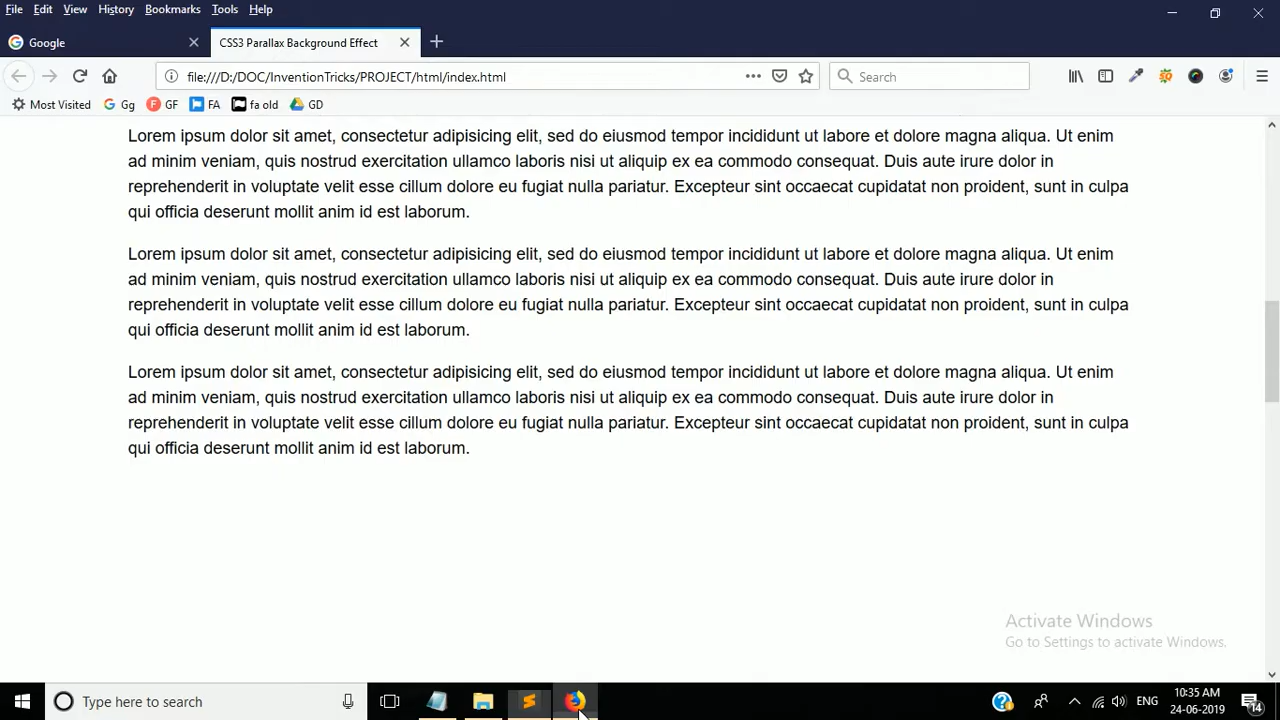 File Edit View History Bookmarks Tools Help
Google CSS3 Parallax Background Effect
file:///D:/DOC/InventionTricks/PROJECT/html/index.html Search
Most Visited Gg GF FA fa old GD
Lorem ipsum dolor sit amet, consectetur adipisicing elit, sed do eiusmod tempor incididunt ut labore et dolore magna aliqua. Ut enim
ad minim veniam, quis nostrud exercitation ullamco laboris nisi ut aliquip ex ea commodo consequat. Duis aute irure dolor in
reprehenderit in voluptate velit esse cillum dolore eu fugiat nulla pariatur. Excepteur sint occaecat cupidatat non proident, sunt in culpa
qui officia deserunt mollit anim id est laborum.
Lorem ipsum dolor sit amet, consectetur adipisicing elit, sed do eiusmod tempor incididunt ut labore et dolore magna aliqua. Ut enim
ad minim veniam, quis nostrud exercitation ullamco laboris nisi ut aliquip ex ea commodo consequat. Duis aute irure dolor in
reprehenderit in voluptate velit esse cillum dolore eu fugiat nulla pariatur. Excepteur sint occaecat cupidatat non proident, sunt in culpa
qui officia deserunt mollit anim id est laborum.
Lorem ipsum dolor sit amet, consectetur adipisicing elit, sed do eiusmod tempor incididunt ut labore et dolore magna aliqua. Ut enim
ad minim veniam, quis nostrud exercitation ullamco laboris nisi ut aliquip ex ea commodo consequat. Duis aute irure dolor in
reprehenderit in voluptate velit esse cillum dolore eu fugiat nulla pariatur. Excepteur sint occaecat cupidatat non proident, sunt in culpa
qui officia deserunt mollit anim id est laborum.
Activate Windows
Go to Settings to activate Windows.
Type here to search ENG 10:35 AM
24-06-2019 14